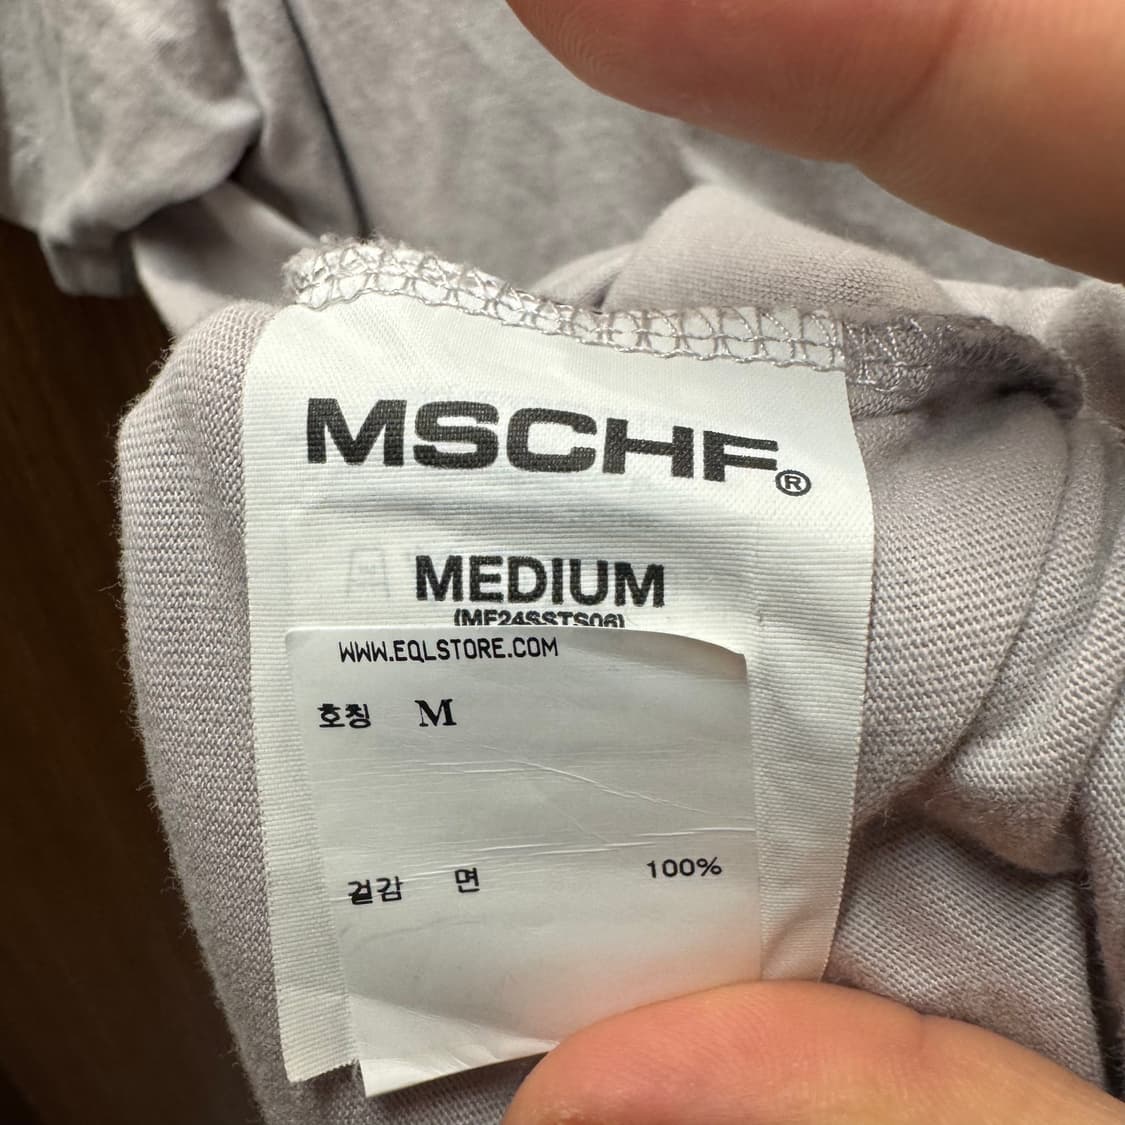 MSCHF®
MEDIUM
(MF24SSTS06)
WWW.EQLSTORE.COM
호칭 M
겉감 면 100%